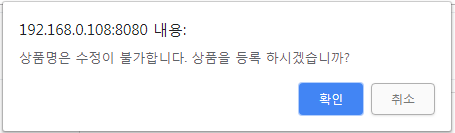 192.168.0.108:8080 내용:
상품명은 수정이 불가합니다. 상품을 등록 하시겠습니까?
확인 취소